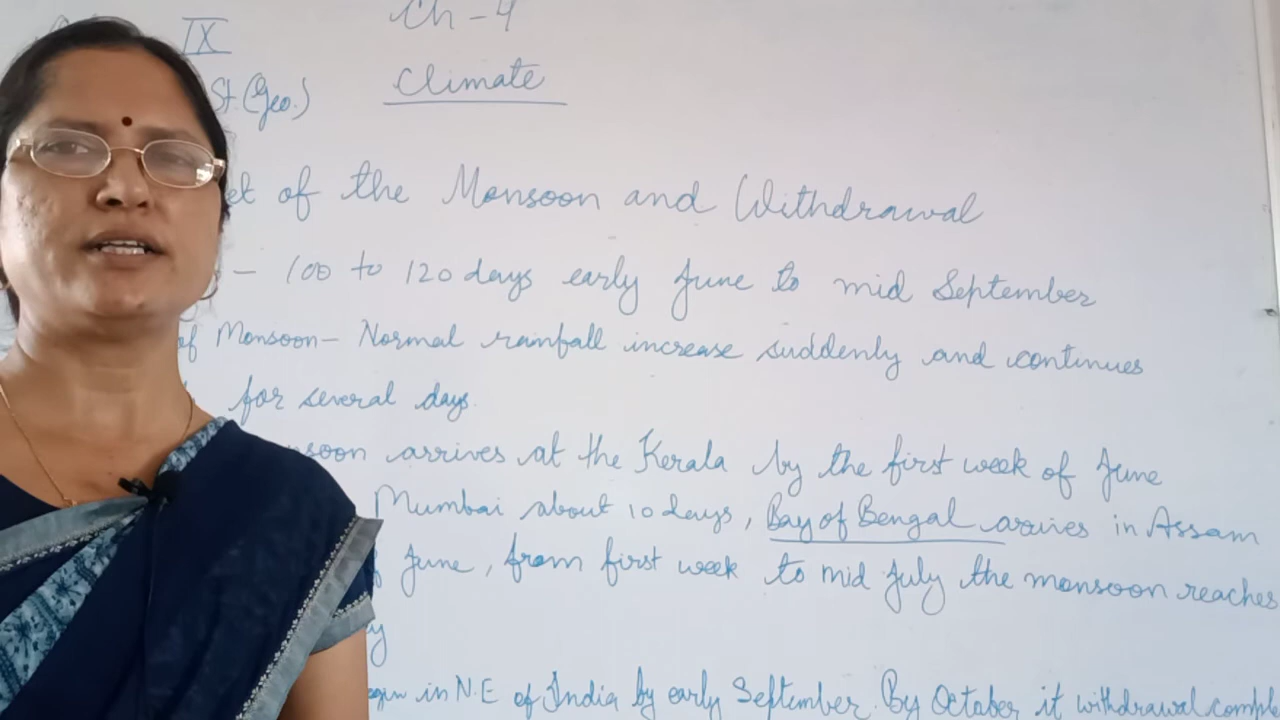 IX Ch - 4
St. (Geo.) Climate
et of the Monsoon and Withdrawal
- 100 to 120 days early June to mid September
of Monsoon - Normal rainfall increase suddenly and continues
for several days.
soon arrives at the Kerala by the first week of June
Mumbai about 10 days, Bay of Bengal arrives in Assam
June, from first week to mid July the monsoon reaches
in N.E of India by early September. By October it withdrawal